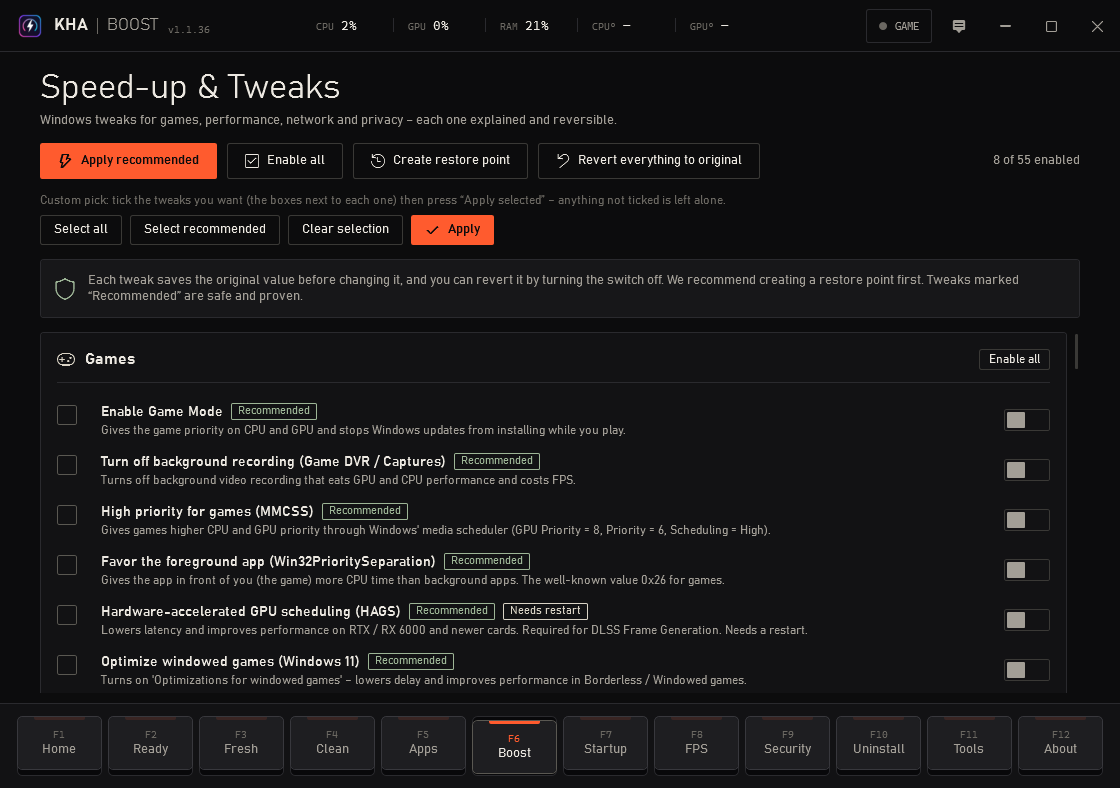 KHA | BOOST v1.1.36
CPU 2%
GPU 0%
RAM 21%
CPU° –
GPU° –
GAME
Speed-up & Tweaks
Windows tweaks for games, performance, network and privacy – each one explained and reversible.
Apply recommended
Enable all
Create restore point
Revert everything to original
8 of 55 enabled
Custom pick: tick the tweaks you want (the boxes next to each one) then press “Apply selected” – anything not ticked is left alone.
Select all
Select recommended
Clear selection
Apply
Each tweak saves the original value before changing it, and you can revert it by turning the switch off. We recommend creating a restore point first. Tweaks marked
“Recommended” are safe and proven.
Games
Enable all
Enable Game Mode Recommended
Gives the game priority on CPU and GPU and stops Windows updates from installing while you play.
Turn off background recording (Game DVR / Captures) Recommended
Turns off background video recording that eats GPU and CPU performance and costs FPS.
High priority for games (MMCSS) Recommended
Gives games higher CPU and GPU priority through Windows' media scheduler (GPU Priority = 8, Priority = 6, Scheduling = High).
Favor the foreground app (Win32PrioritySeparation) Recommended
Gives the app in front of you (the game) more CPU time than background apps. The well-known value 0x26 for games.
Hardware-accelerated GPU scheduling (HAGS) Recommended Needs restart
Lowers latency and improves performance on RTX / RX 6000 and newer cards. Required for DLSS Frame Generation. Needs a restart.
Optimize windowed games (Windows 11) Recommended
Turns on 'Optimizations for windowed games' – lowers delay and improves performance in Borderless / Windowed games.
F1
Home
F2
Ready
F3
Fresh
F4
Clean
F5
Apps
F6
Boost
F7
Startup
F8
FPS
F9
Security
F10
Uninstall
F11
Tools
F12
About